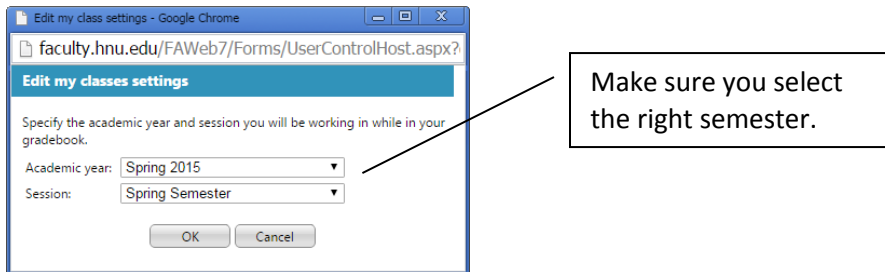 Edit my class settings - Google Chrome
faculty.hnu.edu/FAWeb7/Forms/UserControlHost.aspx?
Edit my classes settings
Specify the academic year and session you will be working in while in your
gradebook.
Academic year: Spring 2015
Session: Spring Semester
OK Cancel
Make sure you select
the right semester.